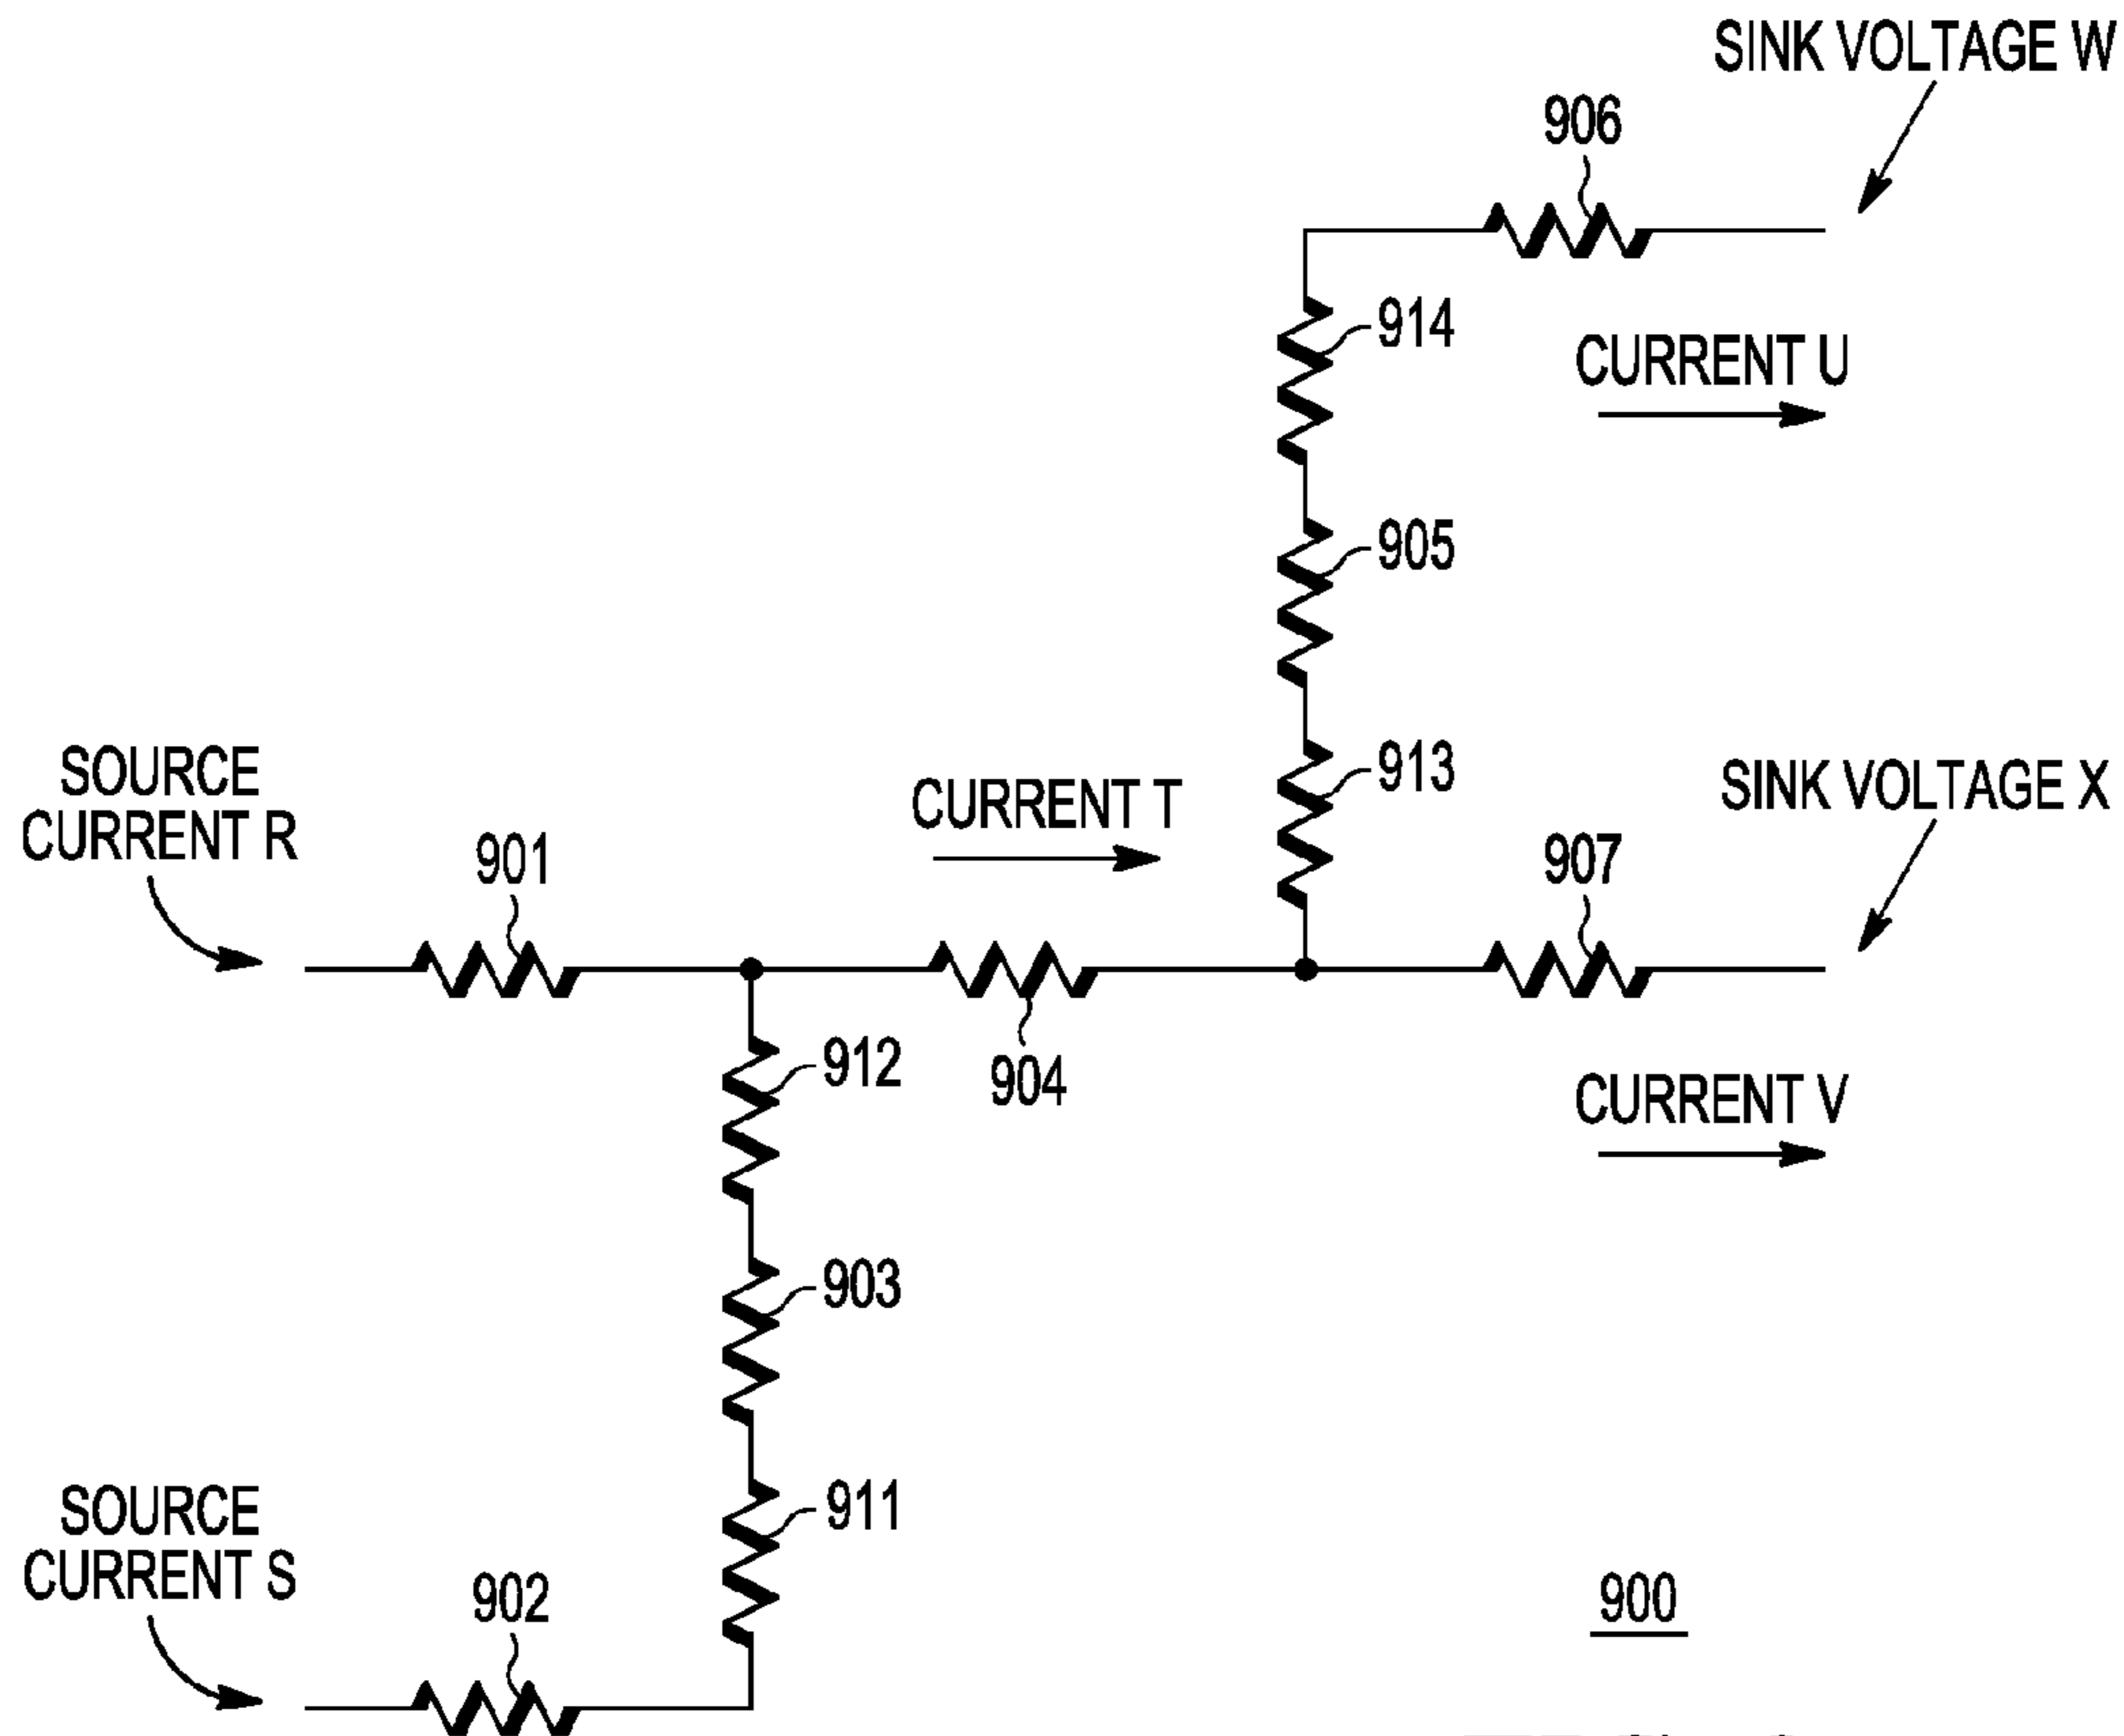 SINK VOLTAGE W
906
914
CURRENT U
905
913
SOURCE
CURRENT R
CURRENT T
SINK VOLTAGE X
901
907
912
904
CURRENT V
903
911
SOURCE
CURRENT S
902
900